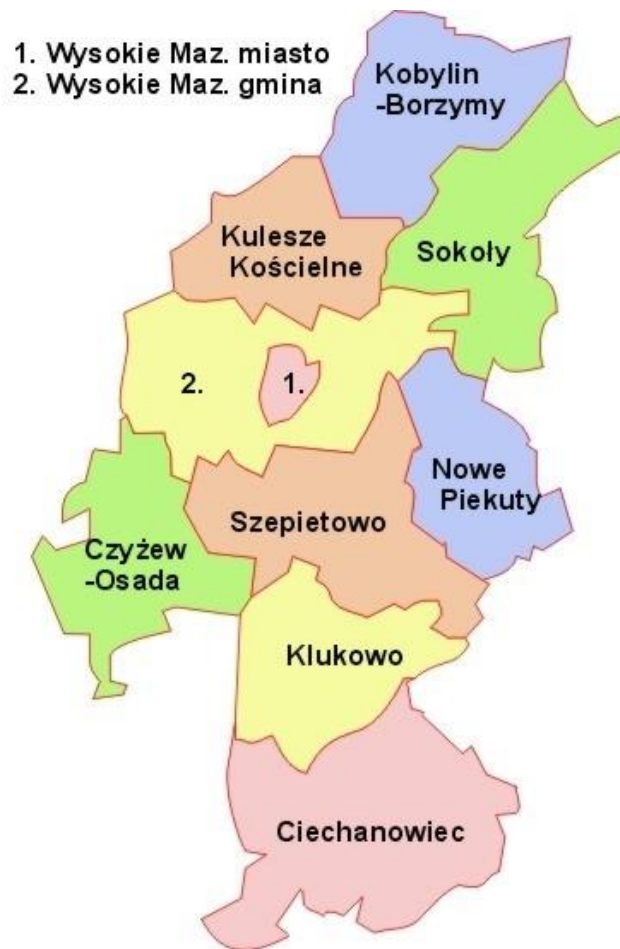 1. Wysokie Maz. miasto
2. Wysokie Maz. gmina
Kobylin
-Borzymy
Kulesze
Kościelne
Sokoły
2.
1.
Nowe
Piekuty
Szepietowo
Czyżew
-Osada
Klukowo
Ciechanowiec